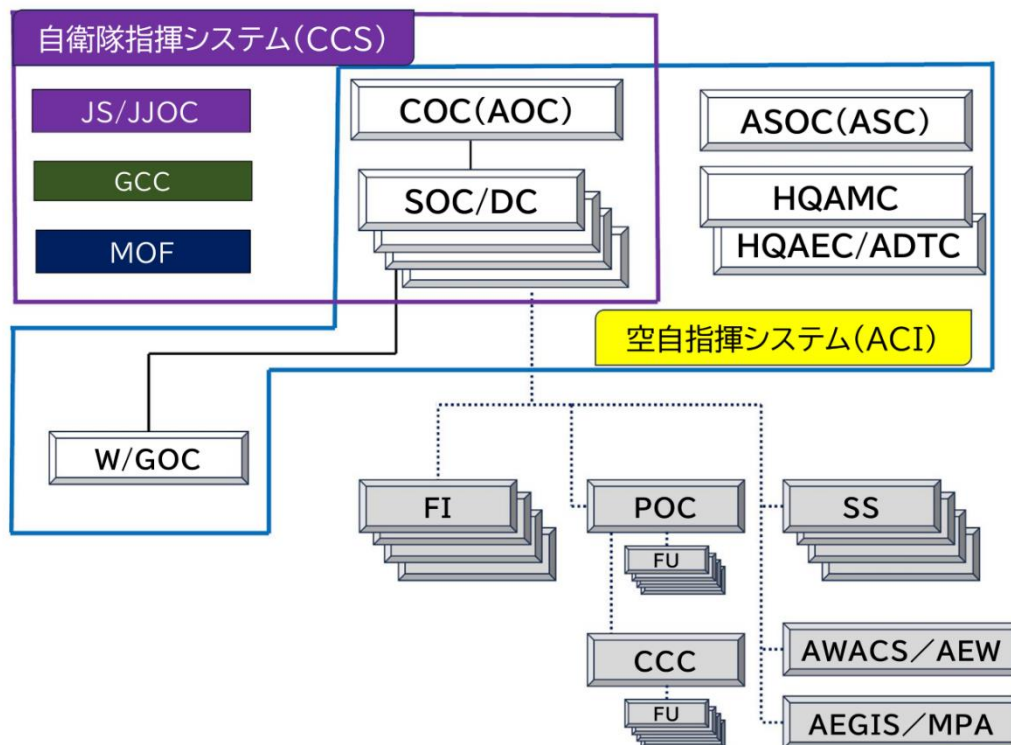 自衛隊指揮システム(CCS)
JS/JJOC
COC(AOC)
ASOC(ASC)
GCC
SOC/DC
HQAMC
MOF
HQAEC/ADTC
空自指揮システム(ACI)
W/GOC
FI
POC
SS
FU
CCC
AWACS／AEW
FU
AEGIS／MPA